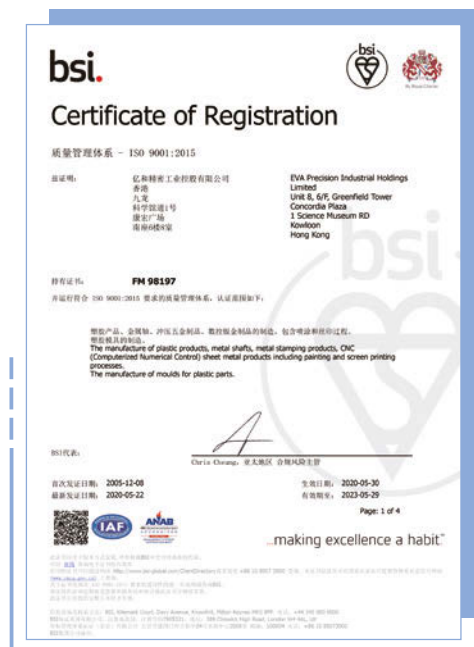 bsi.
bsi
Certificate of Registration
质量管理体系 - ISO 9001:2015
兹证明:
亿和精密工业控股有限公司
香港
九龙
科学馆道1号
康宏广场
南座6楼8室
EVA Precision Industrial Holdings
Limited
Unit 8, 6/F, Greenfield Tower
Concordia Plaza
1 Science Museum RD
Kowloon
Hong Kong
持有证书:
FM 98197
并运行符合 ISO 9001:2015 要求的质量管理体系, 认证范围如下:
塑胶产品、金属轴、冲压五金制品、数控钣金制品的制造, 包含喷涂和丝印过程。
塑胶模具的制造。
The manufacture of plastic products, metal shafts, metal stamping products, CNC
(Computerized Numerical Control) sheet metal products including painting and screen printing
processes.
The manufacture of moulds for plastic parts.
BSI代表:
Chris Cheung, 亚太地区 合规风险主管
首次发证日期: 2005-12-08
最新发证日期: 2020-05-22
生效日期: 2020-05-30
有效期至: 2023-05-29
Page: 1 of 4
IAF
ANAB
...making excellence a habit.